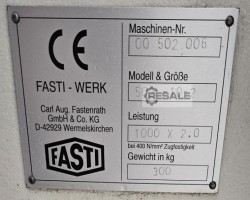 CE
Maschinen-Nr.
00 502 006
FASTI - WERK
Modell & Größe
RESALE
Carl Aug. Fastenrath
GmbH & Co. KG
D-42929 Wermelskirchen
Leistung
1000 X 2.0
bei 400 N/mm² Zugfestigkeit
Gewicht in kg
300
FASTI